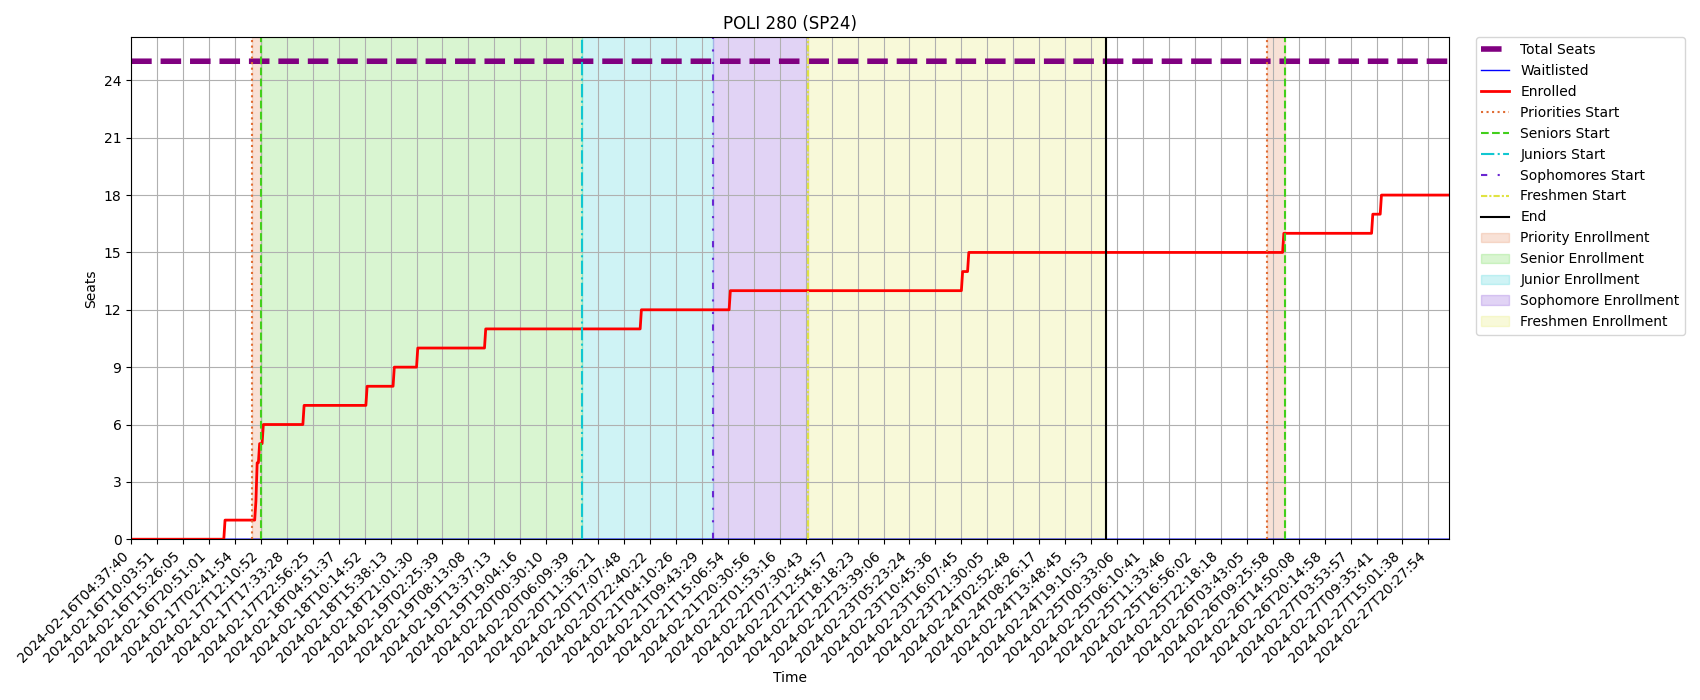 POLI 280 (SP24)
Seats
24
21
18
15
12
9
6
3
0
2024-02-16T04:37:40
2024-02-16T10:03:51
2024-02-16T15:26:05
2024-02-16T20:51:01
2024-02-17T02:41:54
2024-02-17T12:10:52
2024-02-17T17:33:28
2024-02-17T22:56:25
2024-02-18T04:51:37
2024-02-18T10:14:52
2024-02-18T15:38:13
2024-02-18T21:01:30
2024-02-19T02:25:39
2024-02-19T08:13:08
2024-02-19T13:37:13
2024-02-19T19:04:16
2024-02-20T00:30:10
2024-02-20T06:09:39
2024-02-20T11:36:21
2024-02-20T17:07:48
2024-02-20T22:40:22
2024-02-21T04:10:26
2024-02-21T09:43:29
2024-02-21T15:06:54
2024-02-21T20:30:56
2024-02-22T01:53:16
2024-02-22T07:30:43
2024-02-22T12:54:57
2024-02-22T18:18:23
2024-02-22T23:39:06
2024-02-23T05:23:24
2024-02-23T10:45:36
2024-02-23T16:07:45
2024-02-23T21:30:05
2024-02-24T02:52:48
2024-02-24T08:26:17
2024-02-24T13:48:45
2024-02-24T19:10:53
2024-02-25T00:33:06
2024-02-25T06:10:41
2024-02-25T11:33:46
2024-02-25T16:56:02
2024-02-25T22:18:18
2024-02-26T03:43:05
2024-02-26T09:25:58
2024-02-26T14:50:08
2024-02-26T20:14:58
2024-02-27T03:53:57
2024-02-27T09:35:41
2024-02-27T15:01:38
2024-02-27T20:27:54
Time
Total Seats
Waitlisted
Enrolled
Priorities Start
Seniors Start
Juniors Start
Sophomores Start
Freshmen Start
End
Priority Enrollment
Senior Enrollment
Junior Enrollment
Sophomore Enrollment
Freshmen Enrollment